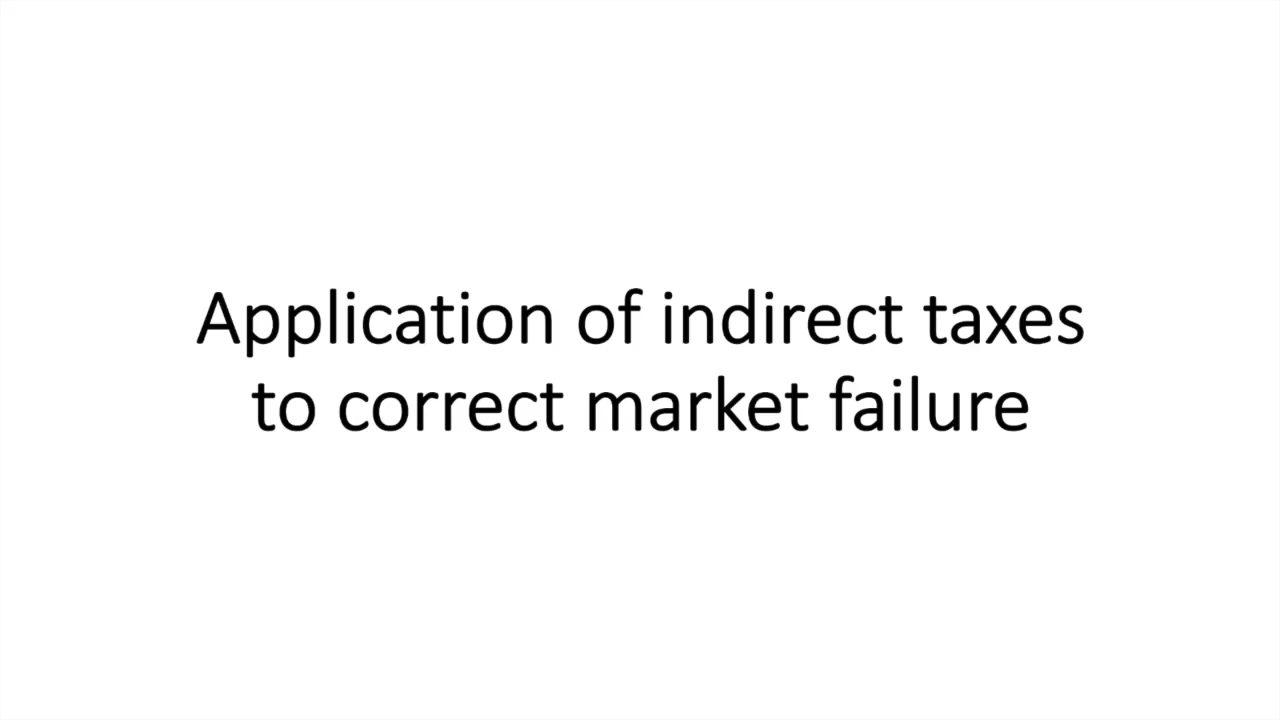 Application of indirect taxes
to correct market failure